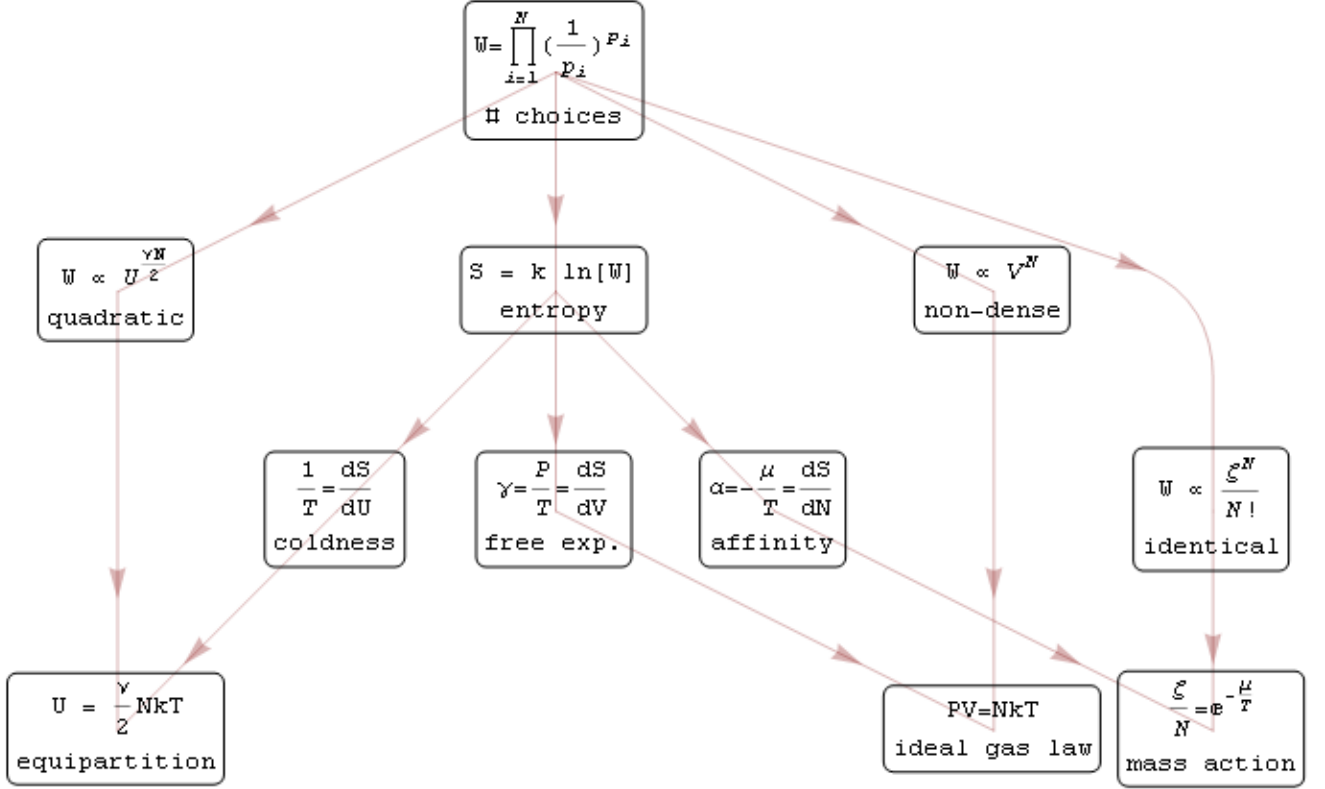 W=∏_{i=1}^{N}(1/p_i)^{P_i}
# choices
W ∝ U^{νN/2}
quadratic
S = k ln[W]
entropy
W ∝ V^N
non-dense
1/T=dS/dU
coldness
γ=P/T=dS/dV
free exp.
α=-μ/T=dS/dN
affinity
W ∝ ζ^N/N!
identical
U = ν/2 NkT
equipartition
PV=NkT
ideal gas law
ζ/N=e^{-μ/T}
mass action